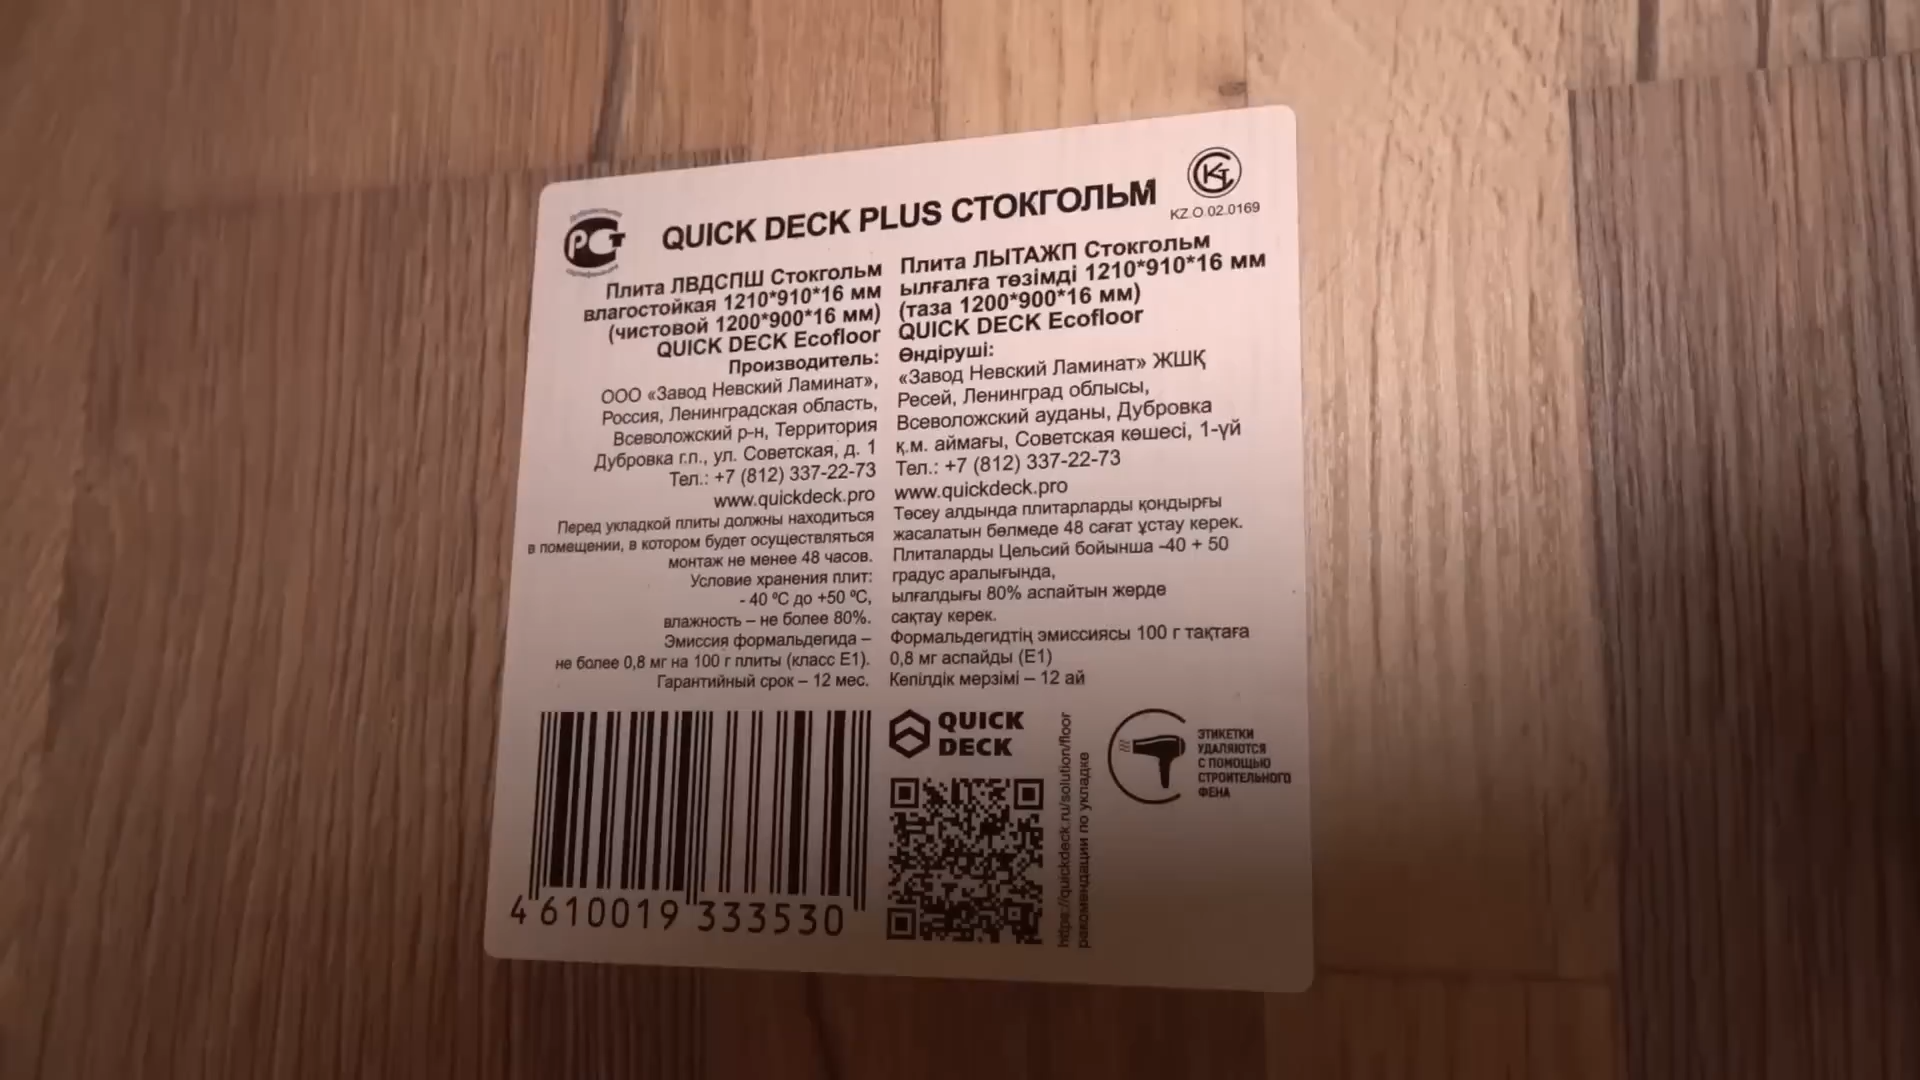 QUICK DECK PLUS СТОКГОЛЬМ
KZ.O.02.0169
Добровольная
РСТ
сертификация
Плита ЛВДСПШ Стокгольм
влагостойкая 1210*910*16 мм
(чистовой 1200*900*16 мм)
QUICK DECK Ecofloor
Производитель:
ООО «Завод Невский Ламинат»,
Россия, Ленинградская область,
Всеволожский р-н, Территория
Дубровка г.п., ул. Советская, д. 1
Тел.: +7 (812) 337-22-73
www.quickdeck.pro
Перед укладкой плиты должны находиться
в помещении, в котором будет осуществляться
монтаж не менее 48 часов.
Условие хранения плит:
- 40 ºC до +50 ºC,
влажность – не более 80%.
Эмиссия формальдегида –
не более 0,8 мг на 100 г плиты (класс Е1).
Гарантийный срок – 12 мес.
Плита ЛЫТАЖП Стокгольм
ылғалға төзімді 1210*910*16 мм
(таза 1200*900*16 мм)
QUICK DECK Ecofloor
Өндіруші:
«Завод Невский Ламинат» ЖШҚ
Ресей, Ленинград облысы,
Всеволожский ауданы, Дубровка
қ.м. аймағы, Советская көшесі, 1-үй
Тел.: +7 (812) 337-22-73
www.quickdeck.pro
Төсеу алдында плитарларды қондырғы
жасалатын бөлмеде 48 сағат ұстау керек.
Плиталарды Цельсий бойынша -40 + 50
градус аралығында,
ылғалдығы 80% аспайтын жерде
сақтау керек.
Формальдегидтің эмиссиясы 100 г тақтаға
0,8 мг аспайды (Е1)
Кепілдік мерзімі – 12 ай
4 610019 333530
QUICK
DECK
https://quickdeck.ru/solution/floor
рекомендации по укладке
ЭТИКЕТКИ
УДАЛЯЮТСЯ
С ПОМОЩЬЮ
СТРОИТЕЛЬНОГО
ФЕНА